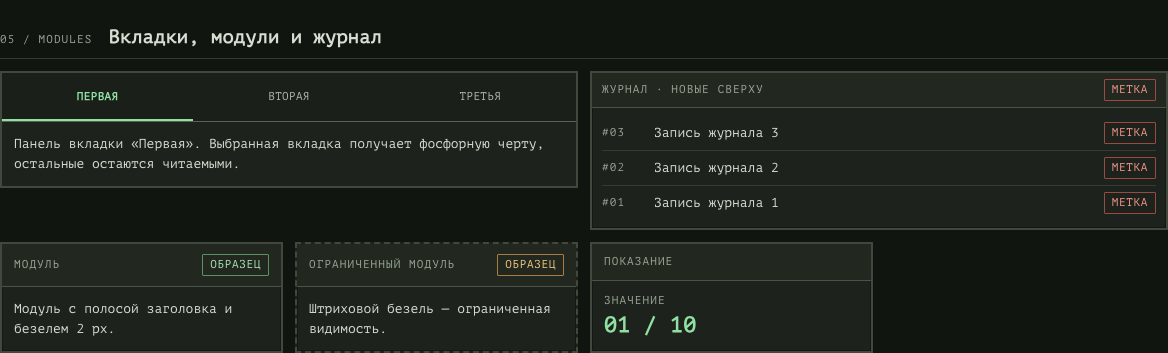 05 / MODULES Вкладки, модули и журнал
ПЕРВАЯ ВТОРАЯ ТРЕТЬЯ
Панель вкладки «Первая». Выбранная вкладка получает фосфорную черту,
остальные остаются читаемыми.
ЖУРНАЛ · НОВЫЕ СВЕРХУ МЕТКА
#03 Запись журнала 3 МЕТКА
#02 Запись журнала 2 МЕТКА
#01 Запись журнала 1 МЕТКА
МОДУЛЬ ОБРАЗЕЦ
Модуль с полосой заголовка и
безелем 2 px.
ОГРАНИЧЕННЫЙ МОДУЛЬ ОБРАЗЕЦ
Штриховой безель — ограниченная
видимость.
ПОКАЗАНИЕ
ЗНАЧЕНИЕ
01 / 10